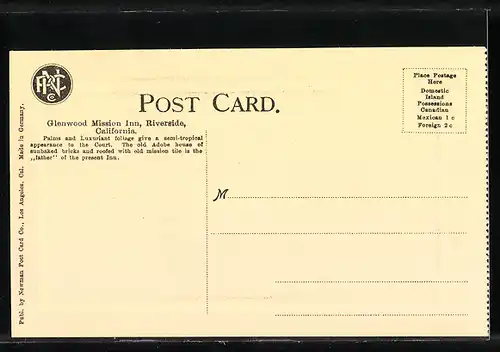 POST CARD.
Place Postage
Here
Domestic
Island
Possessions
Canadian
Mexican 1 c
Foreign 2 c
Glenwood Mission Inn, Riverside,
California.
Palms and Luxuriant foliage give a semi-tropical
appearance to the Court. The old Adobe house of
sunbaked bricks and roofed with old mission tile is the
„father” of the present Inn.
M
Publ. by Newman Post Card Co., Los Angeles, Cal. Made in Germany.